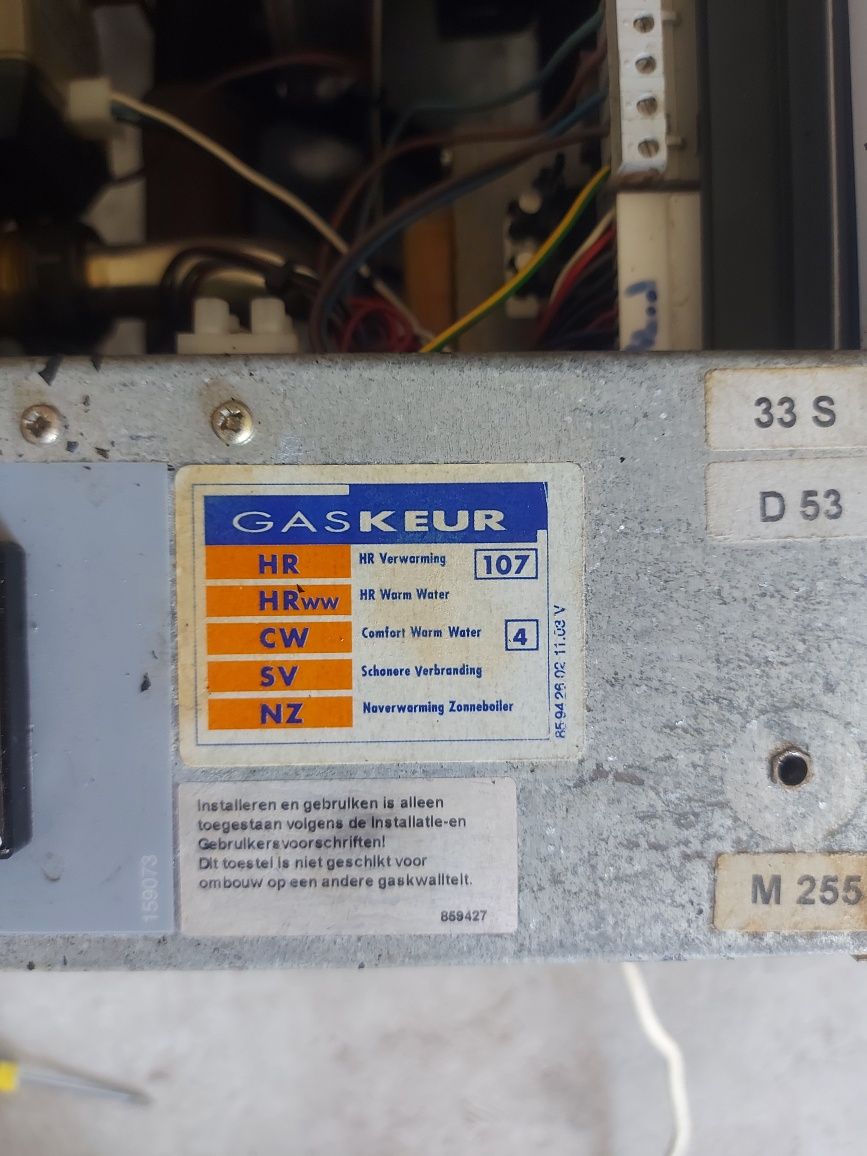 33 S
D 53
GASKEUR
HR HR Verwarming 107
HRww HR Warm Water
CW Comfort Warm Water 4
SV Schonere Verbranding
NZ Naverwarming Zonneboiler
85 94 26 02 11.03 V
Installeren en gebruiken is alleen
toegestaan volgens de Installatie-en
Gebruikersvoorschriften!
Dit toestel is niet geschikt voor
ombouw op een andere gaskwaliteit.
859427
159073
M 255